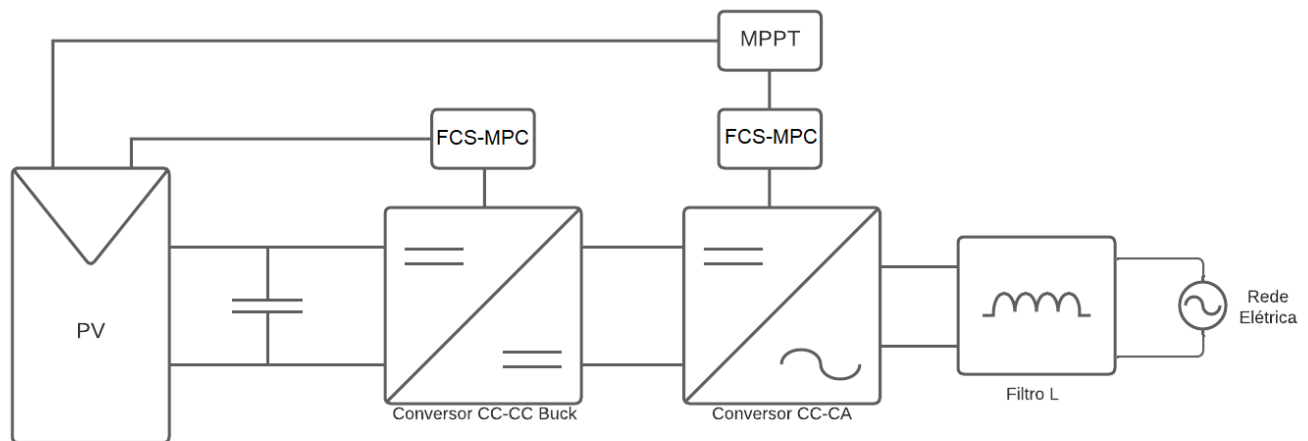 MPPT
FCS-MPC
FCS-MPC
PV
Conversor CC-CC Buck
Conversor CC-CA
Filtro L
Rede
Elétrica